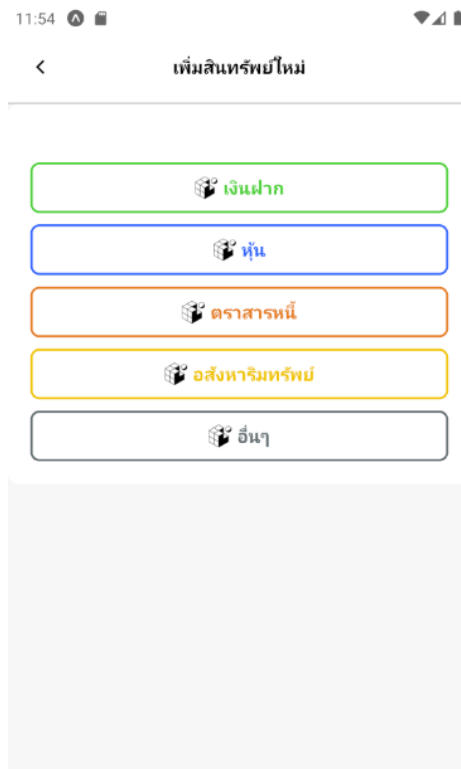 11:54
เพิ่มสินทรัพย์ใหม่
เงินฝาก
หุ้น
ตราสารหนี้
อสังหาริมทรัพย์
อื่นๆ